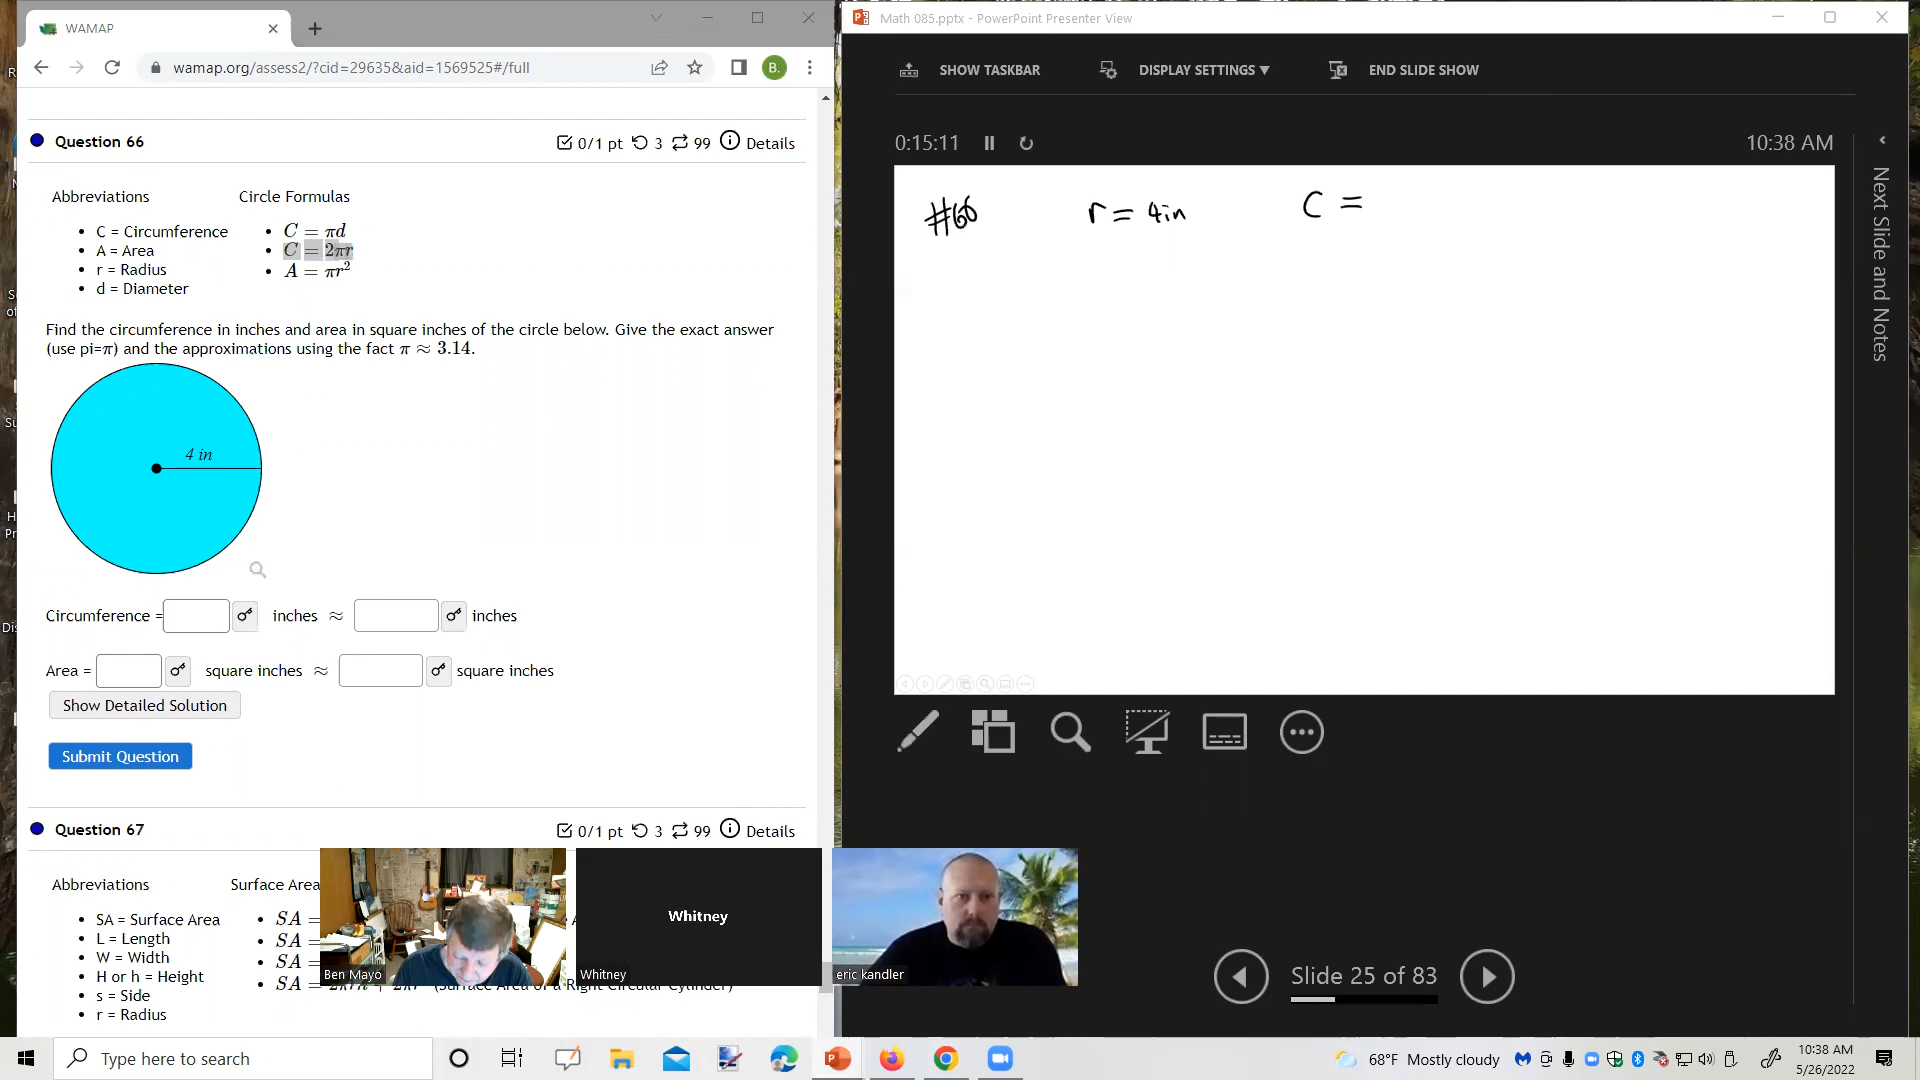 WAMAP
wamap.org/assess2/?cid=29635&aid=1569525#/full
B.
Question 66
0/1 pt 3 99 Details
Abbreviations
C = Circumference
A = Area
r = Radius
d = Diameter
Circle Formulas
C = πd
C = 2πr
A = πr²
Find the circumference in inches and area in square inches of the circle below. Give the exact answer
(use pi=π) and the approximations using the fact π ≈ 3.14.
4 in
Circumference = inches ≈ inches
Area = square inches ≈ square inches
Show Detailed Solution
Submit Question
Question 67
0/1 pt 3 99 Details
Abbreviations
SA = Surface Area
L = Length
W = Width
H or h = Height
s = Side
r = Radius
Surface Area
SA =
SA =
SA =
SA =
Math 085.pptx - PowerPoint Presenter View
SHOW TASKBAR
DISPLAY SETTINGS ▼
END SLIDE SHOW
0:15:11
10:38 AM
#66 r = 4in C =
Next Slide and Notes
Slide 25 of 83
Ben Mayo
Whitney
Whitney
eric kandler
Type here to search
68°F Mostly cloudy
10:38 AM
5/26/2022